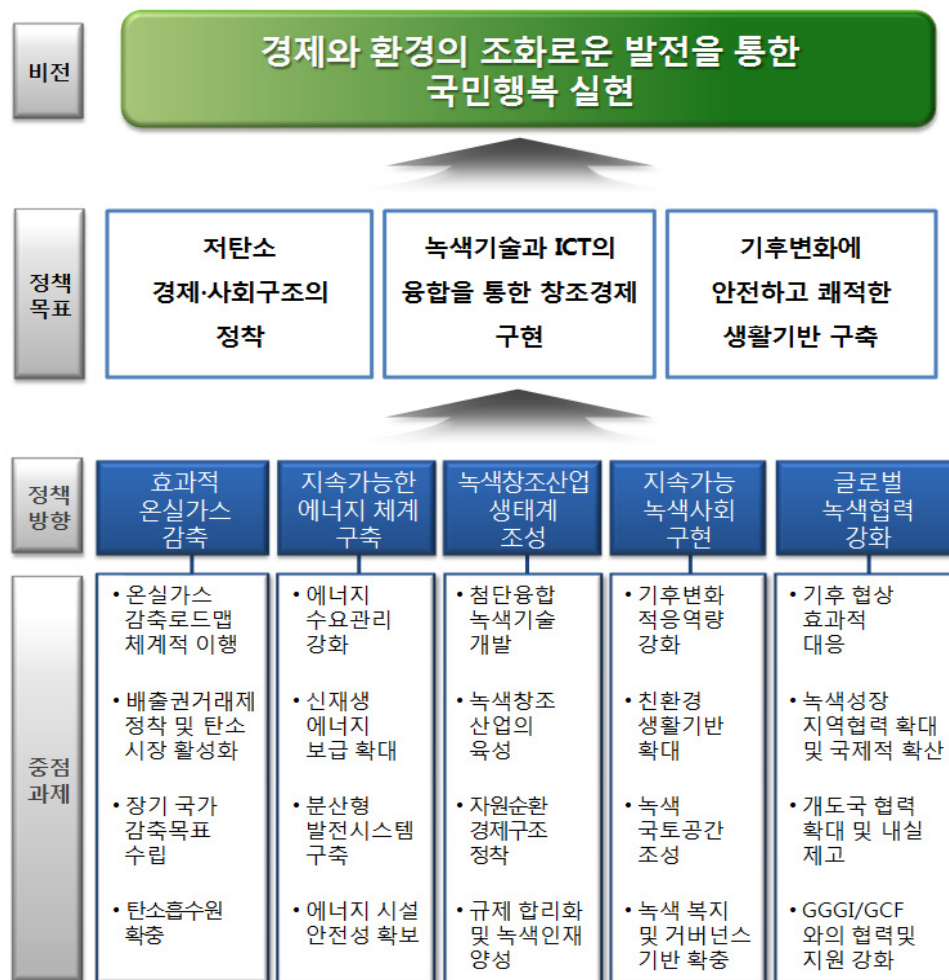 비전
경제와 환경의 조화로운 발전을 통한
국민행복 실현
정책
목표
저탄소
경제·사회구조의
정착
녹색기술과 ICT의
융합을 통한 창조경제
구현
기후변화에
안전하고 쾌적한
생활기반 구축
정책
방향
효과적
온실가스
감축
지속가능한
에너지 체계
구축
녹색창조산업
생태계
조성
지속가능
녹색사회
구현
글로벌
녹색협력
강화
중점
과제
• 온실가스
감축로드맵
체계적 이행
• 배출권거래제
정착 및 탄소
시장 활성화
• 장기 국가
감축목표
수립
• 탄소흡수원
확충
• 에너지
수요관리
강화
• 신재생
에너지
보급 확대
• 분산형
발전시스템
구축
• 에너지 시설
안전성 확보
• 첨단융합
녹색기술
개발
• 녹색창조
산업의
육성
• 자원순환
경제구조
정착
• 규제 합리화
및 녹색인재
양성
• 기후변화
적응역량
강화
• 친환경
생활기반
확대
• 녹색
국토공간
조성
• 녹색 복지
및 거버넌스
기반 확충
• 기후 협상
효과적
대응
• 녹색성장
지역협력 확대
및 국제적 확산
• 개도국 협력
확대 및 내실
제고
• GGGI/GCF
와의 협력및
지원 강화